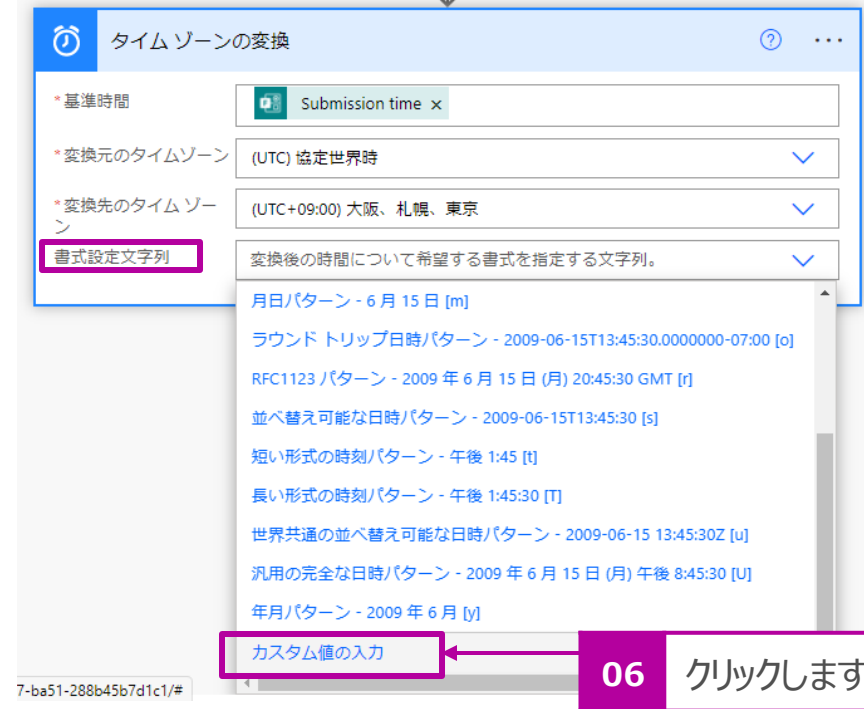 タイム ゾーンの変換
*基準時間
Submission time ×
*変換元のタイムゾーン
(UTC) 協定世界時
*変換先のタイム ゾー
ン
(UTC+09:00) 大阪、札幌、東京
書式設定文字列
変換後の時間について希望する書式を指定する文字列。
月日パターン - 6 月 15 日 [m]
ラウンド トリップ日時パターン - 2009-06-15T13:45:30.0000000-07:00 [o]
RFC1123 パターン - 2009 年 6 月 15 日 (月) 20:45:30 GMT [r]
並べ替え可能な日時パターン - 2009-06-15T13:45:30 [s]
短い形式の時刻パターン - 午後 1:45 [t]
長い形式の時刻パターン - 午後 1:45:30 [T]
世界共通の並べ替え可能な日時パターン - 2009-06-15 13:45:30Z [u]
汎用の完全な日時パターン - 2009 年 6 月 15 日 (月) 午後 8:45:30 [U]
年月パターン - 2009 年 6 月 [y]
カスタム値の入力
06 クリックします
7-ba51-288b45b7d1c1/#